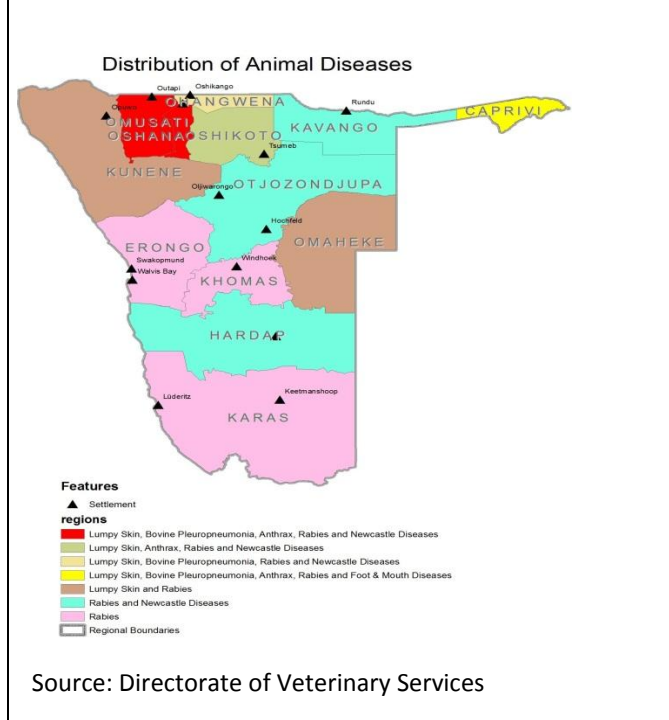 Distribution of Animal Diseases
Outapi
Oshikango
Opuwo
OHANGWENA
Rundu
CAPRIVI
OMUSATI
OSHANA
OSHIKOTO
KAVANGO
Tsumeb
KUNENE
Otjiwarongo
OTJOZONDJUPA
Hochfeld
ERONGO
OMAHEKE
Swakopmund
Walvis Bay
Windhoek
KHOMAS
HARDAP
Lüderitz
Keetmanshoop
KARAS
Features
Settlement
regions
Lumpy Skin, Bovine Pleuropneumonia, Anthrax, Rabies and Newcastle Diseases
Lumpy Skin, Anthrax, Rabies and Newcastle Diseases
Lumpy Skin, Bovine Pleuropneumonia, Rabies and Newcastle Diseases
Lumpy Skin, Bovine Pleuropneumonia, Anthrax, Rabies and Foot & Mouth Diseases
Lumpy Skin and Rabies
Rabies and Newcastle Diseases
Rabies
Regional Boundaries
Source: Directorate of Veterinary Services